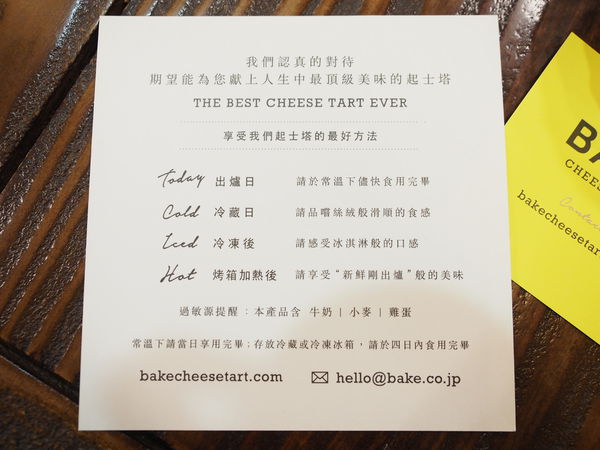 我們認真的對待
期望能為您獻上人生中最頂級美味的起士塔
THE BEST CHEESE TART EVER
享受我們起士塔的最好方法
Today 出爐日 請於常溫下儘快食用完畢
Cold 冷藏日 請品嚐絲絨般滑順的食感
Iced 冷凍後 請感受冰淇淋般的口感
Hot 烤箱加熱後 請享受“新鮮剛出爐”般的美味
過敏源提醒：本產品含 牛奶 | 小麥 | 雞蛋
常溫下請當日享用完畢；存放冷藏或冷凍冰箱，請於四日內食用完畢
bakecheesetart.com hello@bake.co.jp
BA
CHEES
bakecheesetart